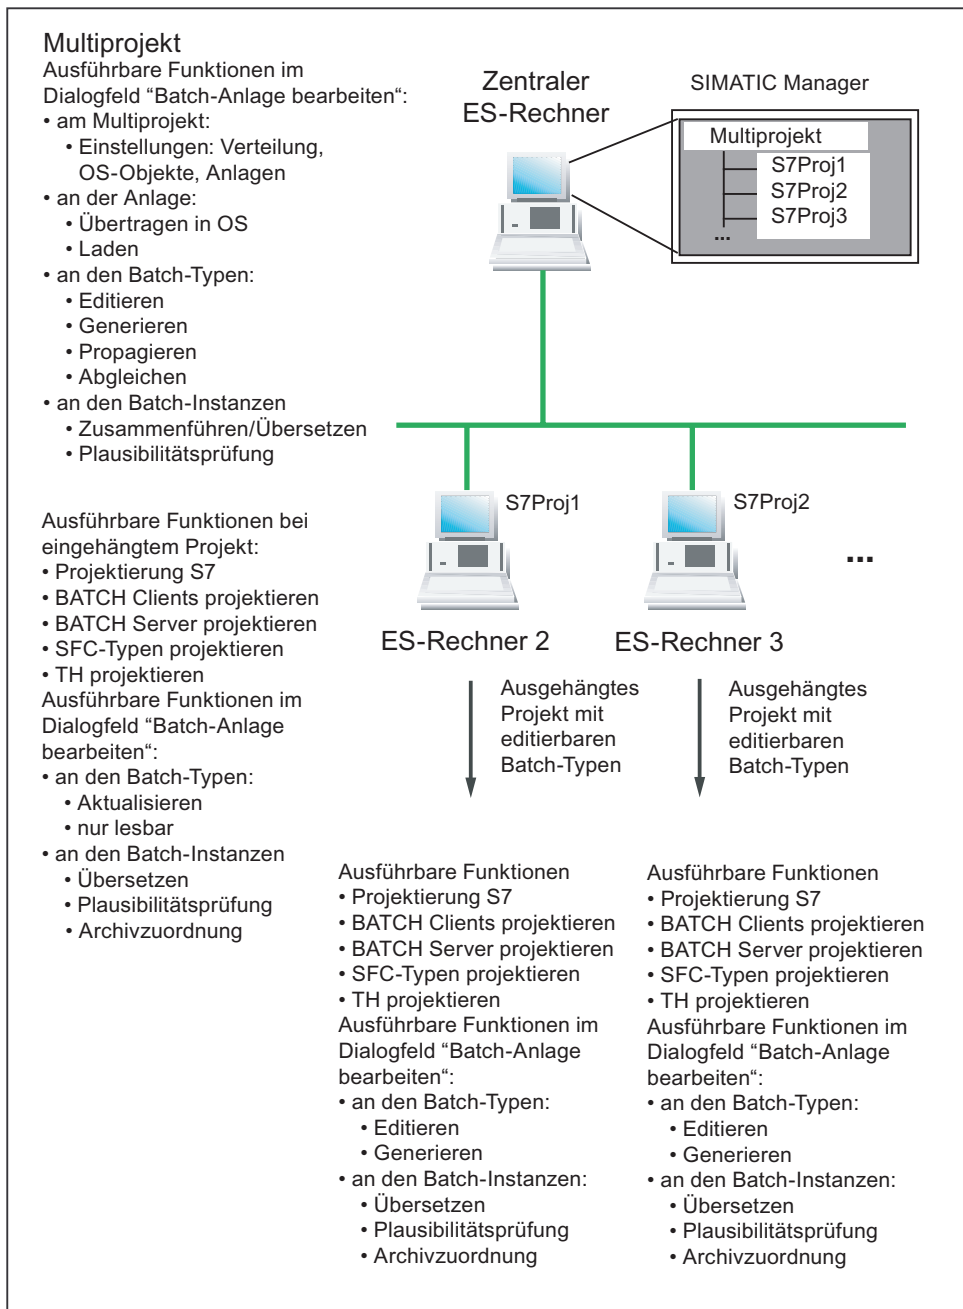 Multiprojekt
Ausführbare Funktionen im
Dialogfeld “Batch-Anlage bearbeiten“:
• am Multiprojekt:
• Einstellungen: Verteilung,
OS-Objekte, Anlagen
• an der Anlage:
• Übertragen in OS
• Laden
• an den Batch-Typen:
• Editieren
• Generieren
• Propagieren
• Abgleichen
• an den Batch-Instanzen
• Zusammenführen/Übersetzen
• Plausibilitätsprüfung
Zentraler
ES-Rechner
SIMATIC Manager
Multiprojekt
S7Proj1
S7Proj2
S7Proj3
...
Ausführbare Funktionen bei
eingehängtem Projekt:
• Projektierung S7
• BATCH Clients projektieren
• BATCH Server projektieren
• SFC-Typen projektieren
• TH projektieren
Ausführbare Funktionen im
Dialogfeld “Batch-Anlage
bearbeiten“:
• an den Batch-Typen:
• Aktualisieren
• nur lesbar
• an den Batch-Instanzen
• Übersetzen
• Plausibilitätsprüfung
• Archivzuordnung
S7Proj1
ES-Rechner 2
Ausgehängtes
Projekt mit
editierbaren
Batch-Typen
S7Proj2
ES-Rechner 3
Ausgehängtes
Projekt mit
editierbaren
Batch-Typen
...
Ausführbare Funktionen
• Projektierung S7
• BATCH Clients projektieren
• BATCH Server projektieren
• SFC-Typen projektieren
• TH projektieren
Ausführbare Funktionen im
Dialogfeld “Batch-Anlage
bearbeiten“:
• an den Batch-Typen:
• Editieren
• Generieren
• an den Batch-Instanzen:
• Übersetzen
• Plausibilitätsprüfung
• Archivzuordnung
Ausführbare Funktionen
• Projektierung S7
• BATCH Clients projektieren
• BATCH Server projektieren
• SFC-Typen projektieren
• TH projektieren
Ausführbare Funktionen im
Dialogfeld “Batch-Anlage
bearbeiten“:
• an den Batch-Typen:
• Editieren
• Generieren
• an den Batch-Instanzen:
• Übersetzen
• Plausibilitätsprüfung
• Archivzuordnung